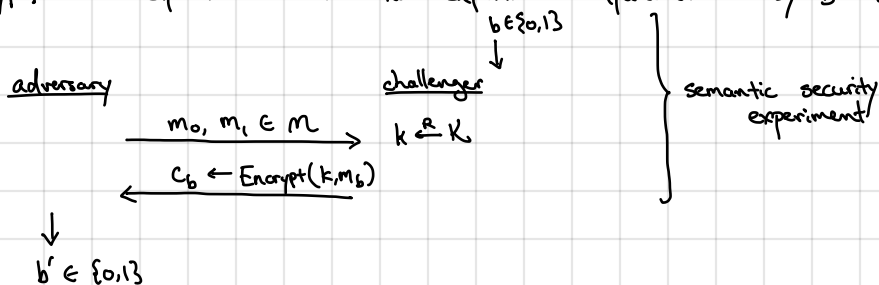 b ∈ {0,1}
adversary
challenger
semantic security
experiment
m₀, m₁ ∈ M
k ←ᴿ K
c_b ← Encrypt(k, m_b)
b' ∈ {0,1}